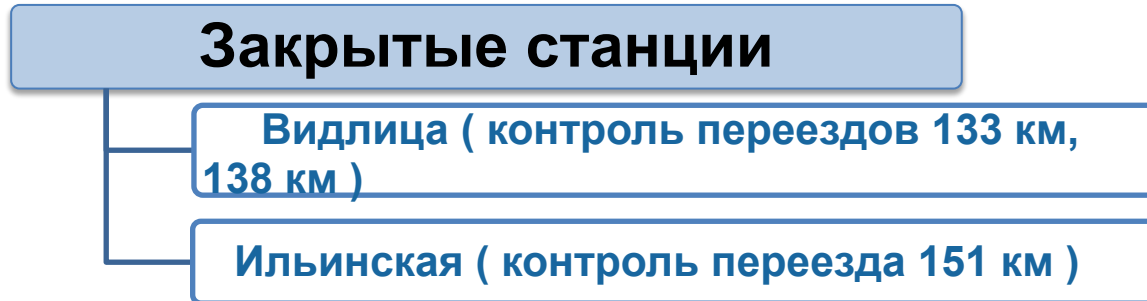 Закрытые станции
Видлица ( контроль переездов 133 км,
138 км )
Ильинская ( контроль переезда 151 км )